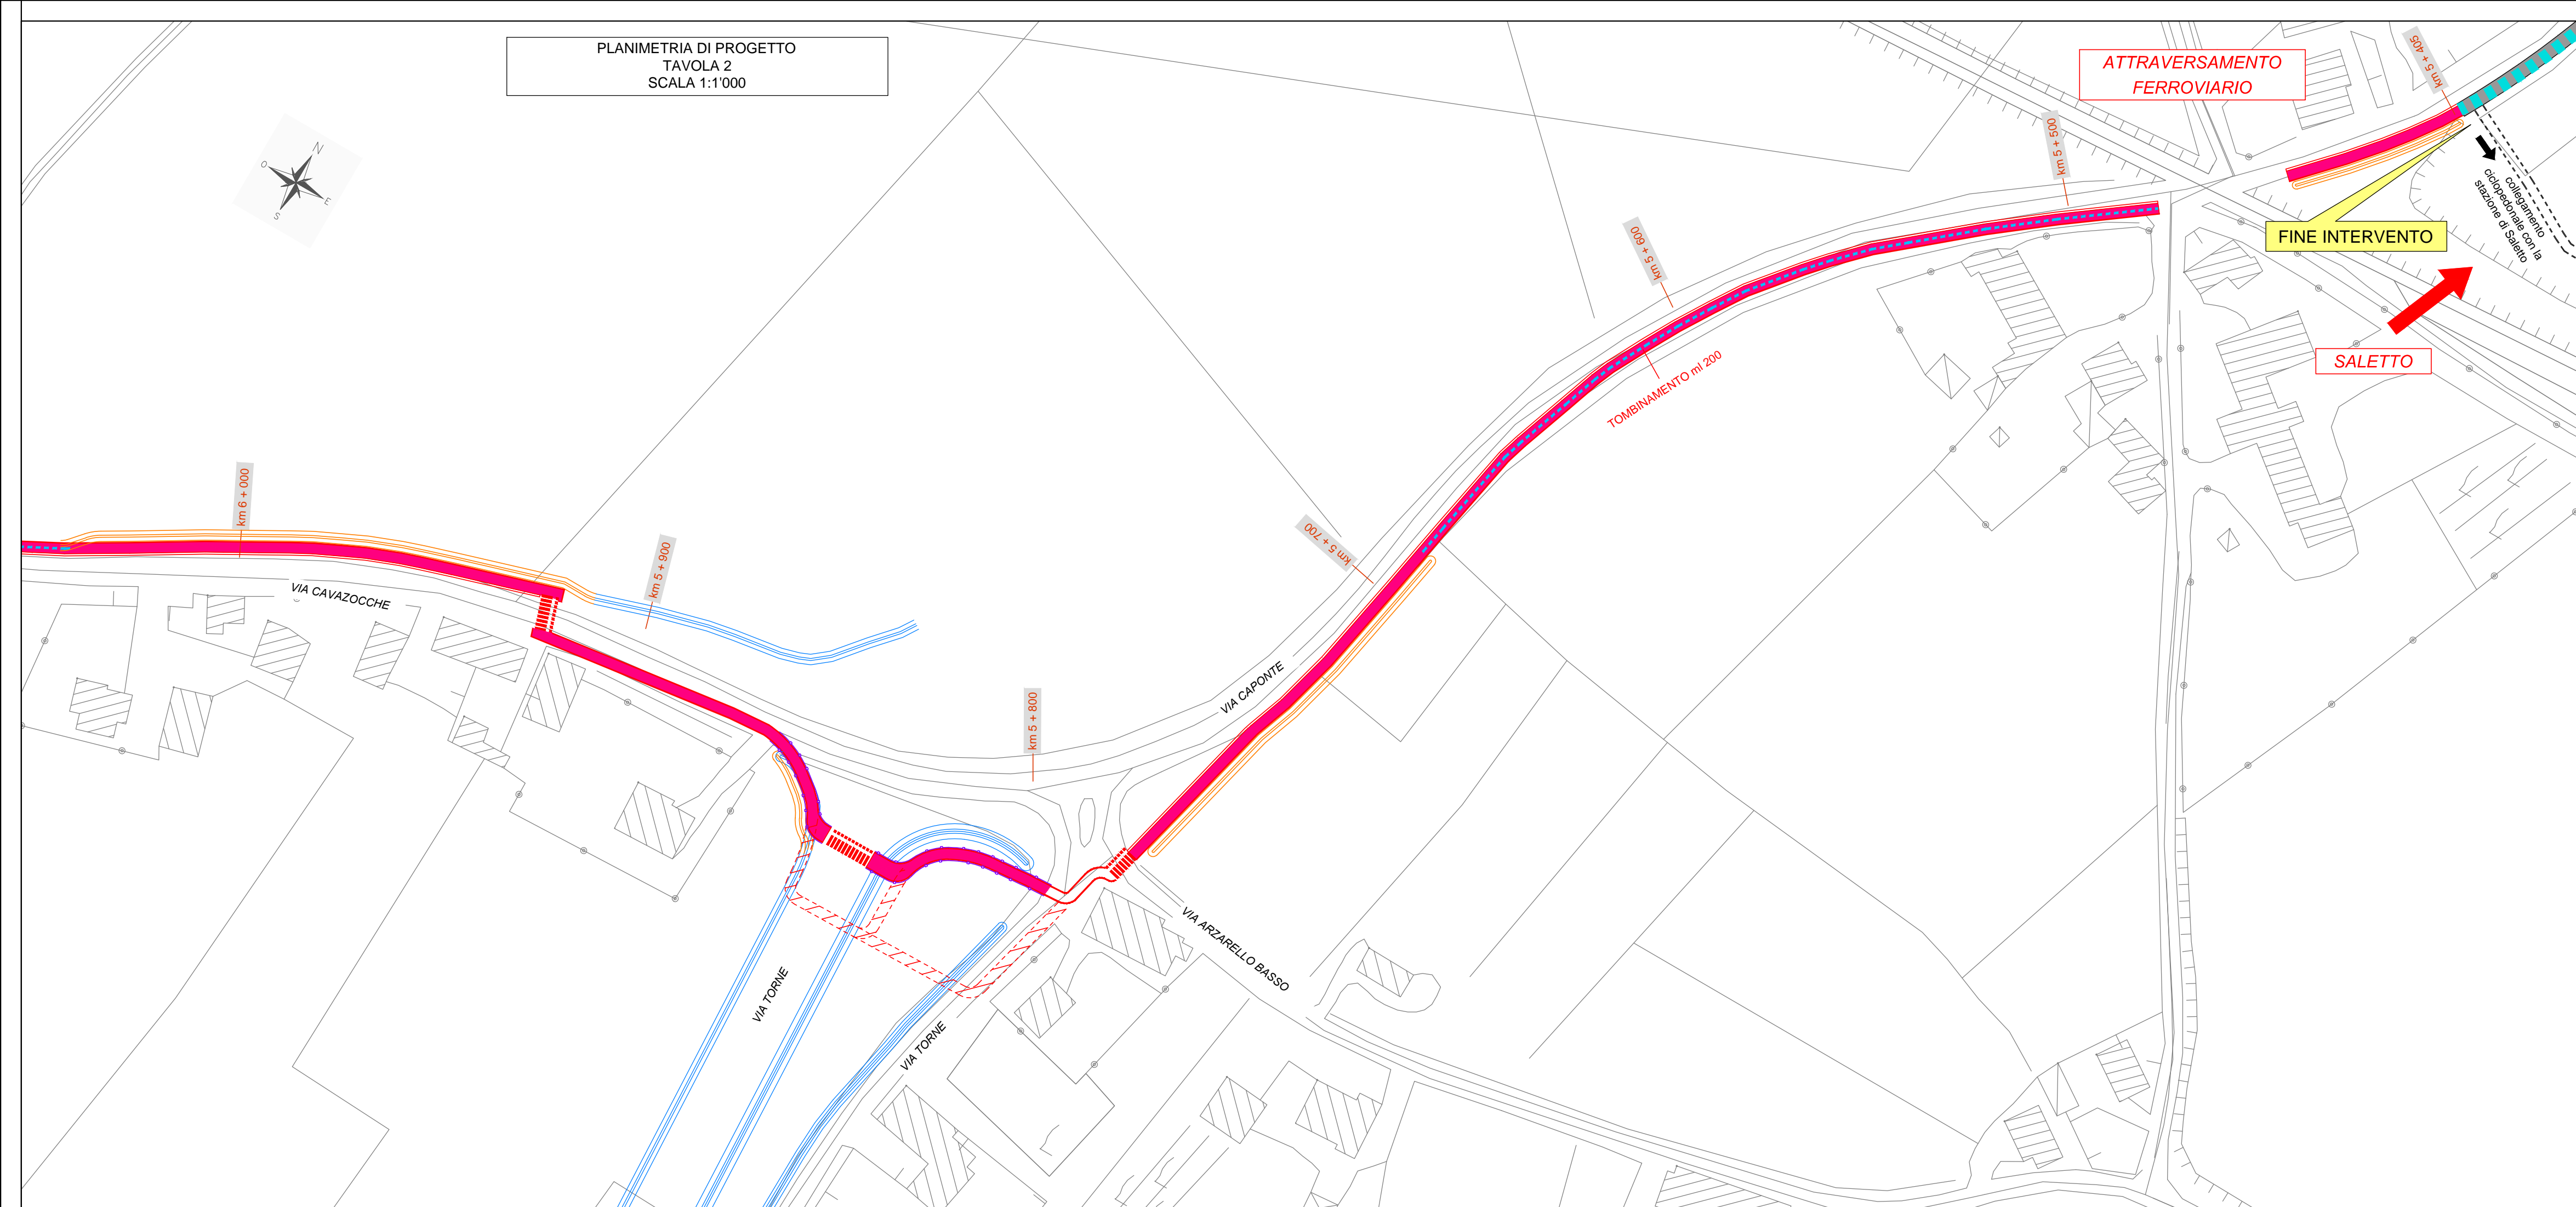 PLANIMETRIA DI PROGETTO
TAVOLA 2
SCALA 1:1'000
N
O
E
S
ATTRAVERSAMENTO
FERROVIARIO
km 5 + 405
km 5 + 500
collegamento
ciclopedonale con la
stazione di Saletto
FINE INTERVENTO
km 5 + 600
SALETTO
TOMBINAMENTO ml 200
km 6 + 000
km 5 + 700
km 5 + 900
VIA CAVAZOCCHE
VIA CAPONTE
km 5 + 800
VIA ARZARELLO BASSO
VIA TORNE
VIA TORNE